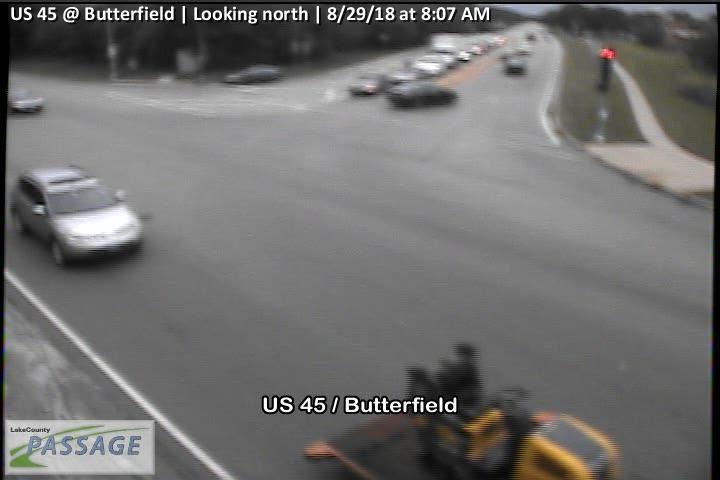 US 45 @ Butterfield | Looking north | 8/29/18 at 8:07 AM
US 45 / Butterfield
LakeCounty
PASSAGE